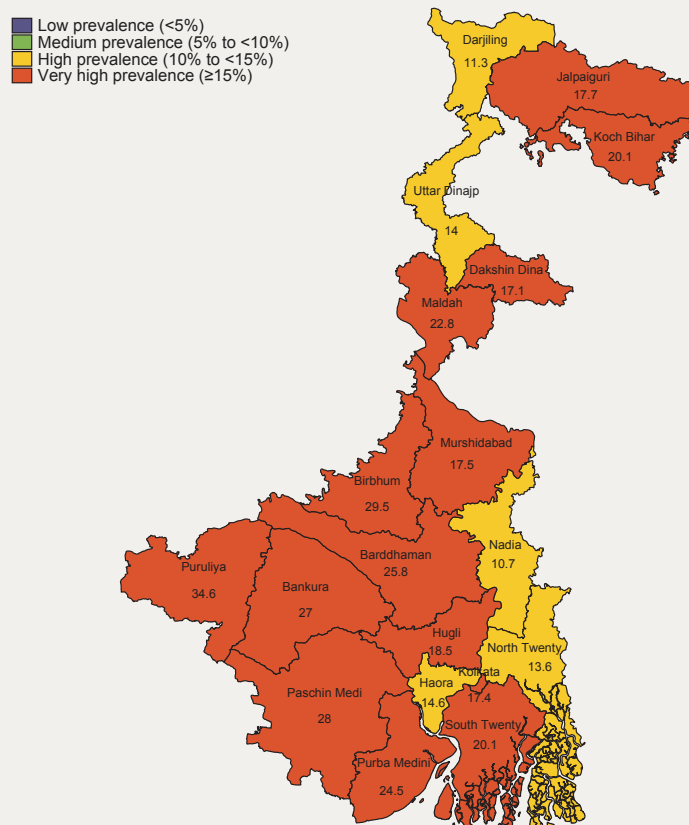 Low prevalence (<5%)
Medium prevalence (5% to <10%)
High prevalence (10% to <15%)
Very high prevalence (≥15%)
Darjiling
11.3
Jalpaiguri
17.7
Koch Bihar
20.1
Uttar Dinajp
14
Dakshin Dina
17.1
Maldah
22.8
Murshidabad
17.5
Birbhum
29.5
Nadia
10.7
Barddhaman
25.8
Puruliya
34.6
Bankura
27
Hugli
18.5
North Twenty
13.6
Kolkata
17.4
Haora
14.6
Paschin Medi
28
South Twenty
20.1
Purba Medini
24.5